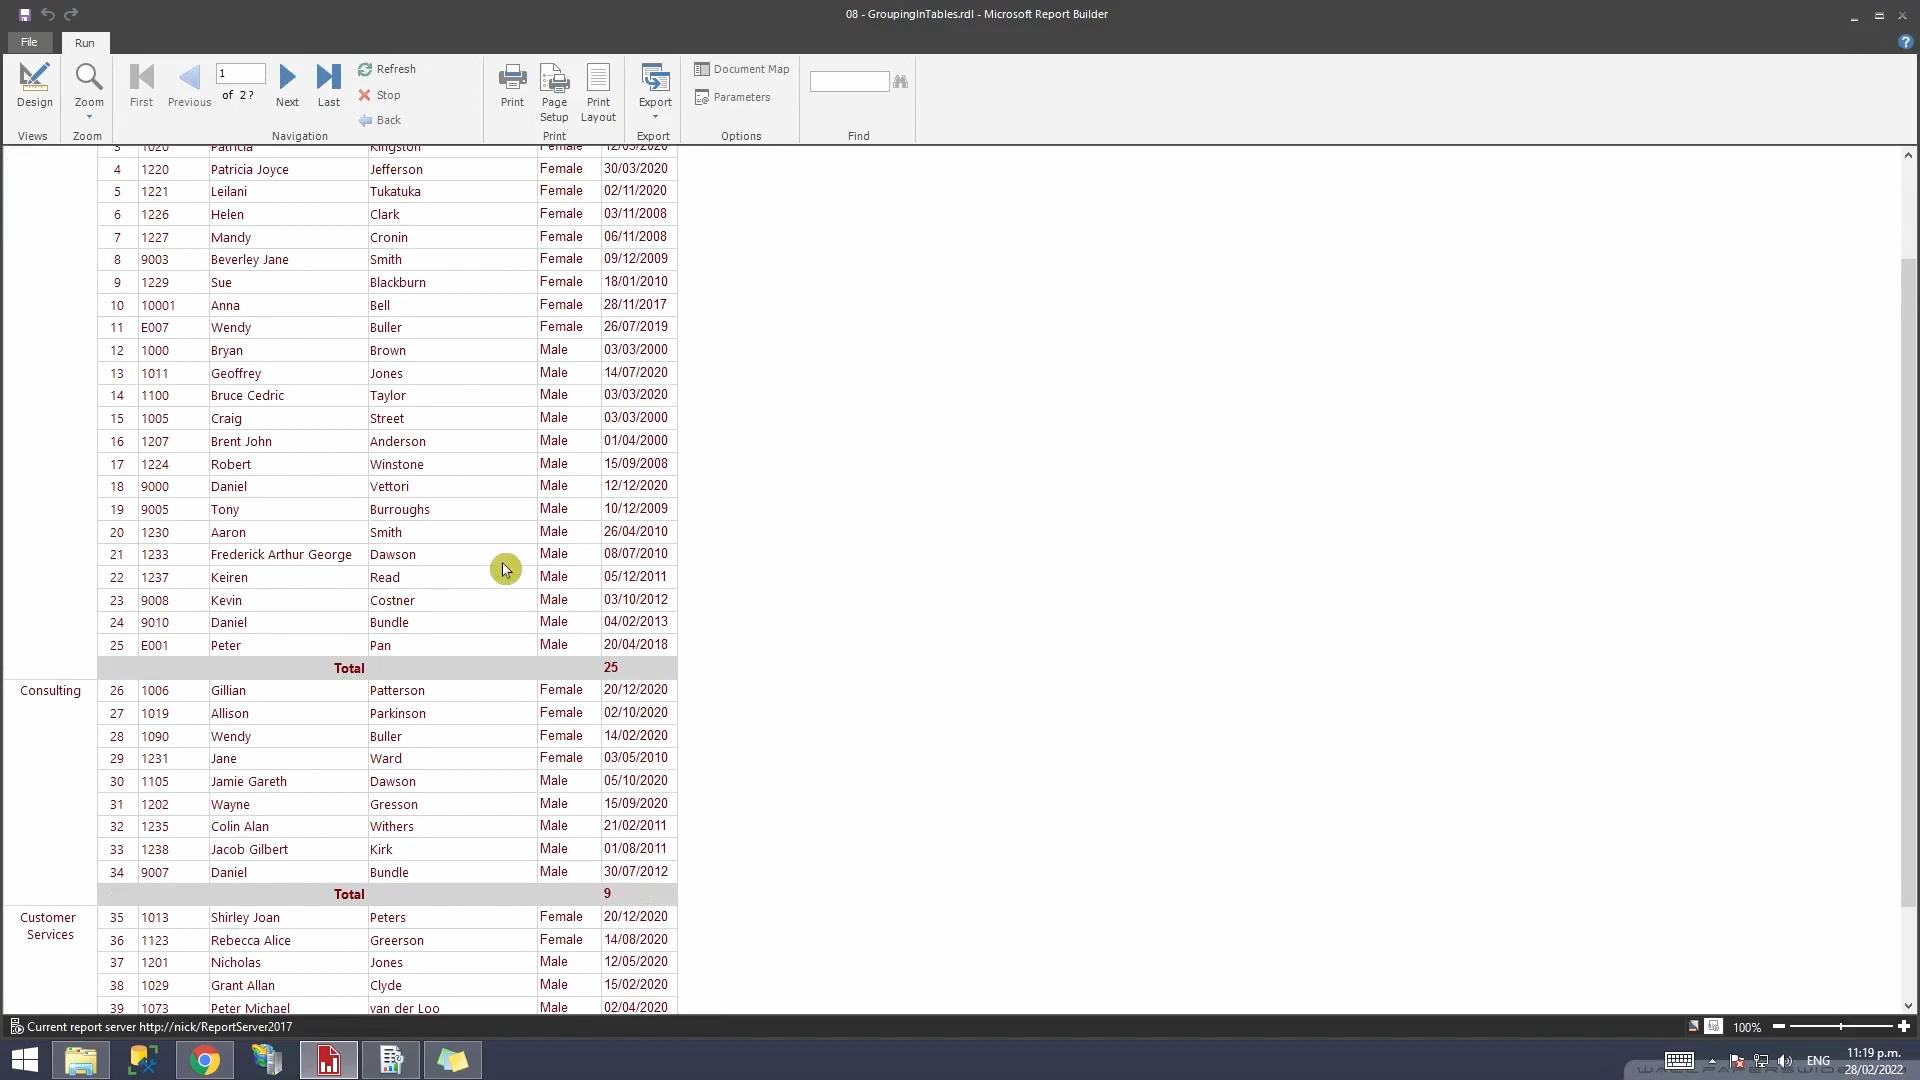 08 - GroupingInTables.rdl - Microsoft Report Builder
File Run
Design Zoom First Previous 1 of 2 ? Next Last Refresh Stop Back Print Page Setup Print Layout Export Document Map Parameters
Views Zoom Navigation Print Export Options Find
3 1020 Patricia Kingston Female 12/03/2020
4 1220 Patricia Joyce Jefferson Female 30/03/2020
5 1221 Leilani Tukatuka Female 02/11/2020
6 1226 Helen Clark Female 03/11/2008
7 1227 Mandy Cronin Female 06/11/2008
8 9003 Beverley Jane Smith Female 09/12/2009
9 1229 Sue Blackburn Female 18/01/2010
10 10001 Anna Bell Female 28/11/2017
11 E007 Wendy Buller Female 26/07/2019
12 1000 Bryan Brown Male 03/03/2000
13 1011 Geoffrey Jones Male 14/07/2020
14 1100 Bruce Cedric Taylor Male 03/03/2020
15 1005 Craig Street Male 03/03/2000
16 1207 Brent John Anderson Male 01/04/2000
17 1224 Robert Winstone Male 15/09/2008
18 9000 Daniel Vettori Male 12/12/2020
19 9005 Tony Burroughs Male 10/12/2009
20 1230 Aaron Smith Male 26/04/2010
21 1233 Frederick Arthur George Dawson Male 08/07/2010
22 1237 Keiren Read Male 05/12/2011
23 9008 Kevin Costner Male 03/10/2012
24 9010 Daniel Bundle Male 04/02/2013
25 E001 Peter Pan Male 20/04/2018
Total 25
Consulting 26 1006 Gillian Patterson Female 20/12/2020
27 1019 Allison Parkinson Female 02/10/2020
28 1090 Wendy Buller Female 14/02/2020
29 1231 Jane Ward Female 03/05/2010
30 1105 Jamie Gareth Dawson Male 05/10/2020
31 1202 Wayne Gresson Male 15/09/2020
32 1235 Colin Alan Withers Male 21/02/2011
33 1238 Jacob Gilbert Kirk Male 01/08/2011
34 9007 Daniel Bundle Male 30/07/2012
Total 9
Customer Services 35 1013 Shirley Joan Peters Female 20/12/2020
36 1123 Rebecca Alice Greerson Female 14/08/2020
37 1201 Nicholas Jones Male 12/05/2020
38 1029 Grant Allan Clyde Male 15/02/2020
39 1073 Peter Michael van der Loo Male 02/04/2020
Current report server http://nick/ReportServer2017 100%
ENG 11:19 p.m.
28/02/2022